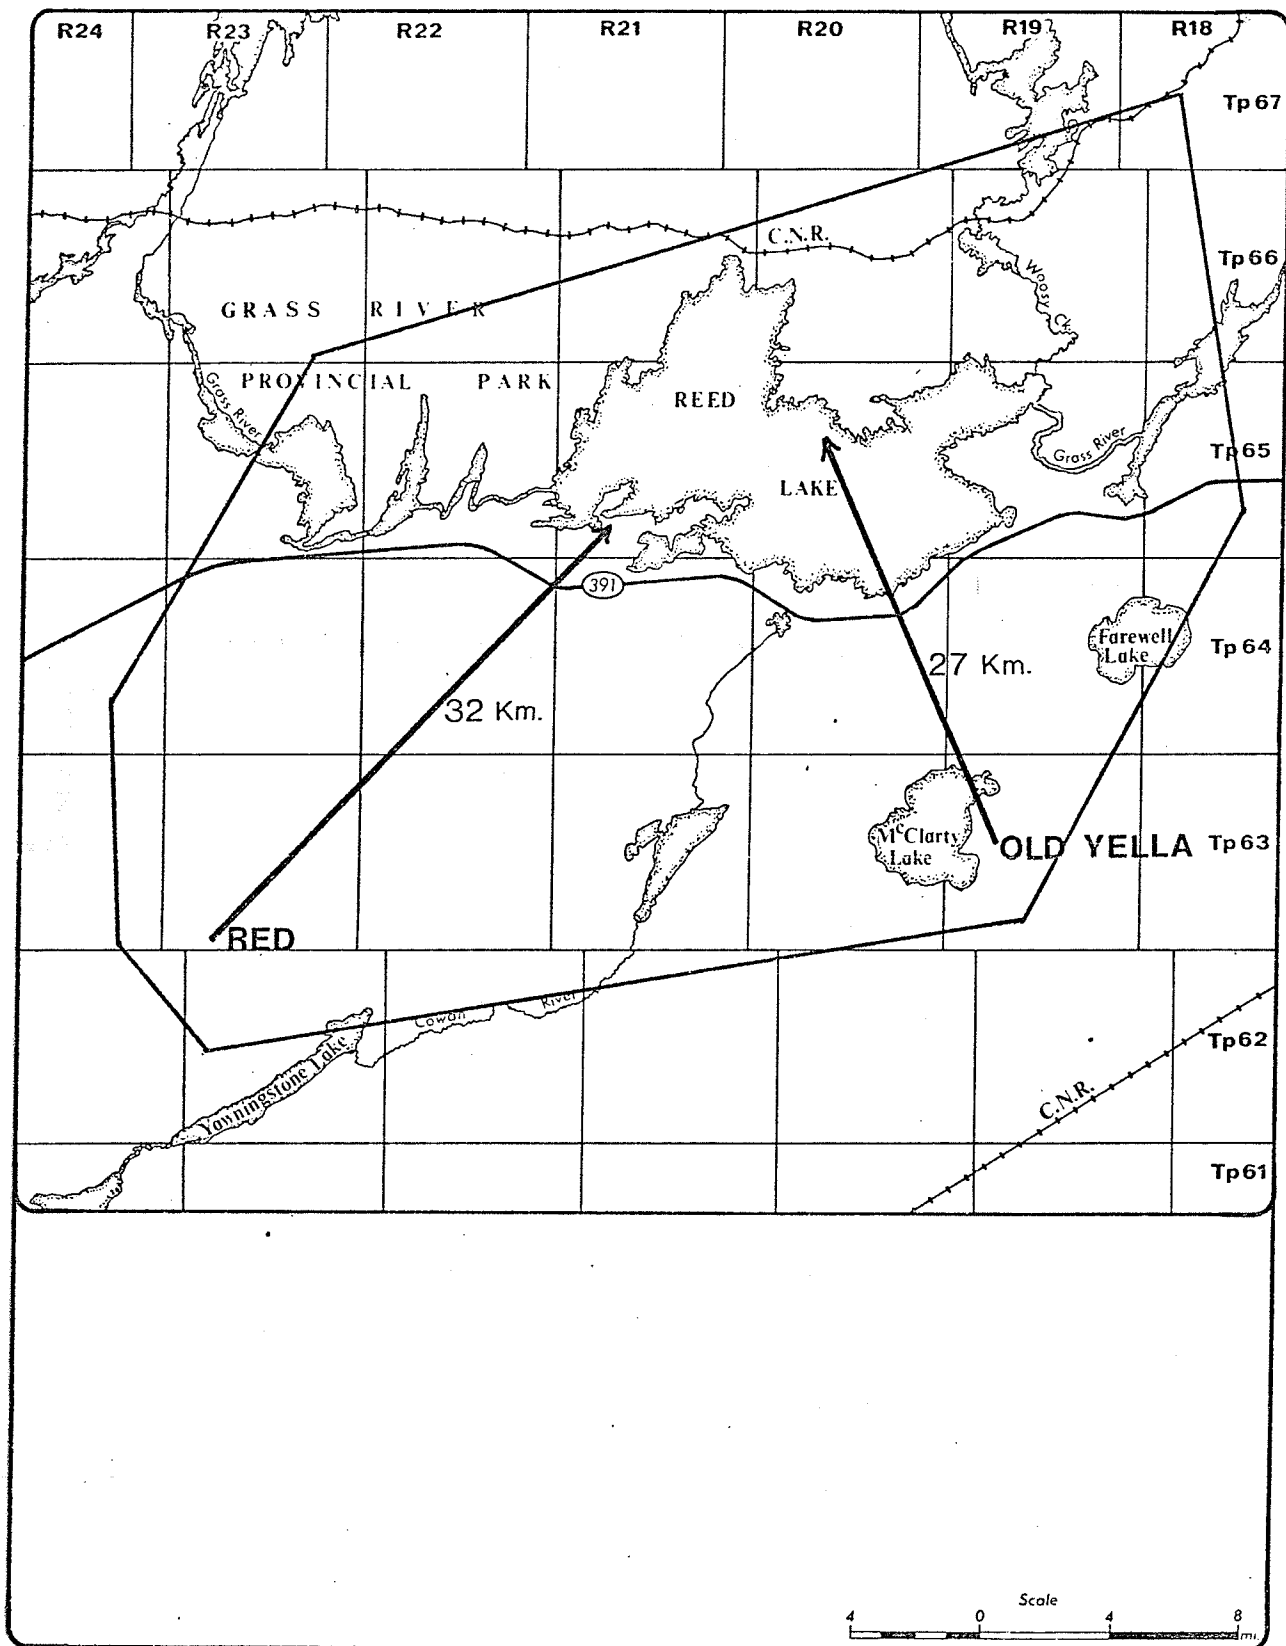 R24 R23 R22 R21 R20 R19 R18
Tp 67
C.N.R.
Woosy Ck.
Tp 66
GRASS RIVER
PROVINCIAL PARK
Grass River
REED
LAKE
Grass River
Tp 65
391
Farewell
Lake
Tp 64
27 Km.
32 Km.
McClarty
Lake
OLD YELLA
Tp 63
RED
Cowan River
Yawningstone Lake
Tp 62
C.N.R.
Tp 61
Scale
4 0 4 8
mi.